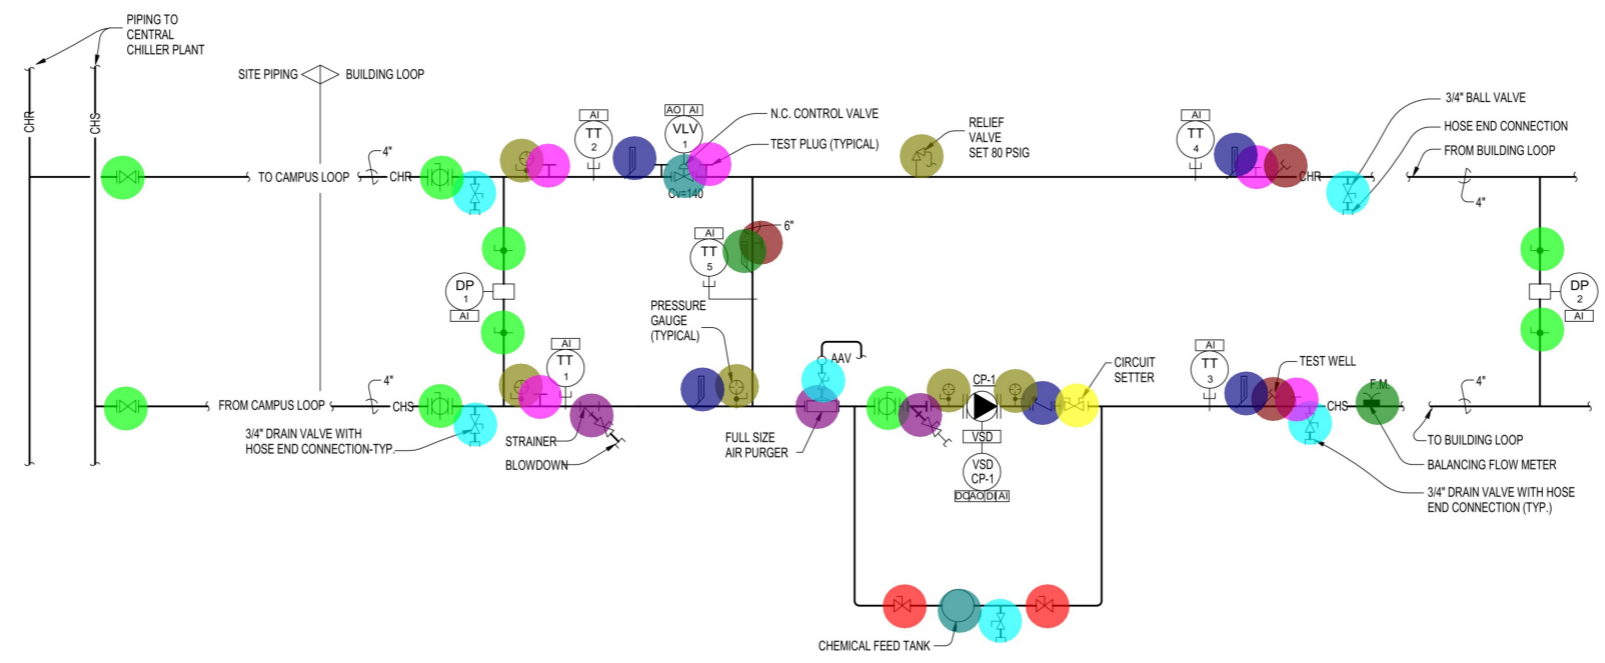 PIPING TO
CENTRAL
CHILLER PLANT
SITE PIPING
BUILDING LOOP
CHR
CHS
TO CAMPUS LOOP
4"
CHR
AI
TT
2
AO AI
VLV
1
N.C. CONTROL VALVE
TEST PLUG (TYPICAL)
Cv=140
RELIEF
VALVE
SET 80 PSIG
AI
TT
4
CHR
3/4" BALL VALVE
HOSE END CONNECTION
FROM BUILDING LOOP
4"
6"
AI
TT
5
DP
1
AI
PRESSURE
GAUGE
(TYPICAL)
DP
2
AI
AI
TT
1
AAV
CP-1
CIRCUIT
SETTER
AI
TT
3
TEST WELL
F.M.
4"
FROM CAMPUS LOOP
4"
CHS
CHS
3/4" DRAIN VALVE WITH
HOSE END CONNECTION-TYP.
STRAINER
BLOWDOWN
FULL SIZE
AIR PURGER
VSD
VSD
CP-1
DO AO DI AI
TO BUILDING LOOP
BALANCING FLOW METER
3/4" DRAIN VALVE WITH HOSE
END CONNECTION (TYP.)
CHEMICAL FEED TANK